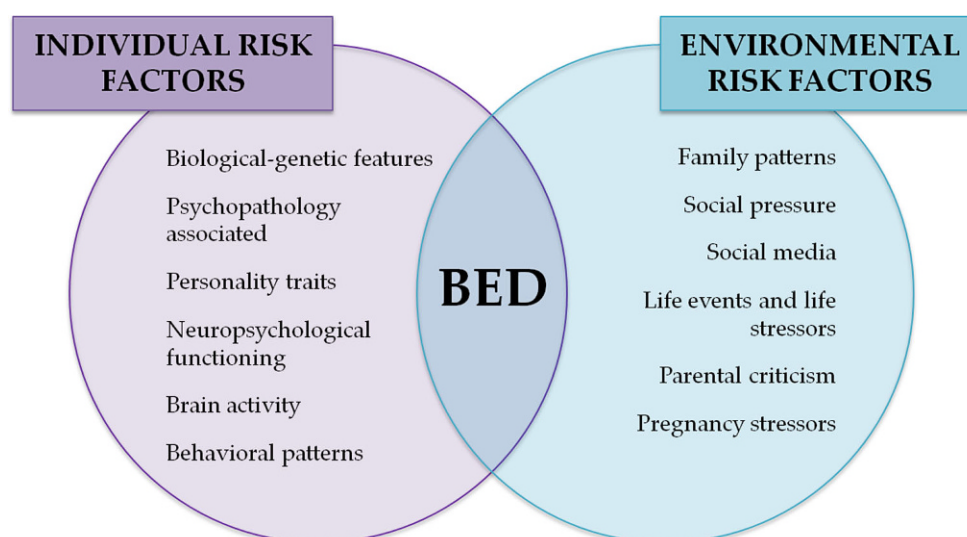 INDIVIDUAL RISK
FACTORS
Biological-genetic features
Psychopathology
associated
Personality traits
Neuropsychological
functioning
Brain activity
Behavioral patterns
BED
ENVIRONMENTAL
RISK FACTORS
Family patterns
Social pressure
Social media
Life events and life
stressors
Parental criticism
Pregnancy stressors